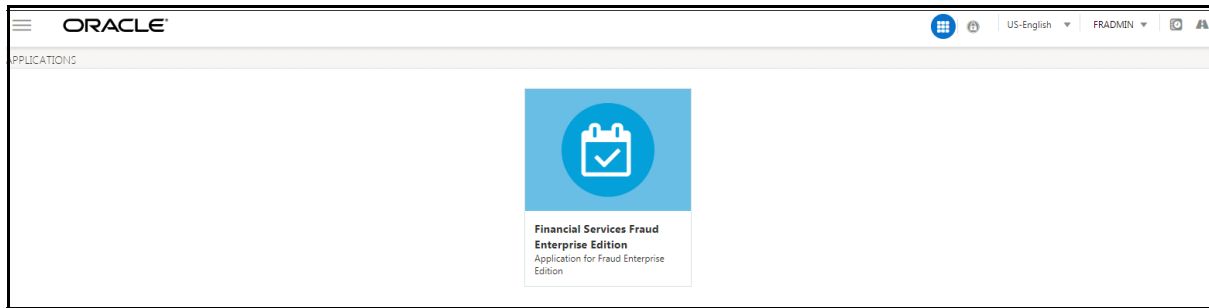 ORACLE
US-English
FRADMIN
APPLICATIONS
Financial Services Fraud
Enterprise Edition
Application for Fraud Enterprise
Edition